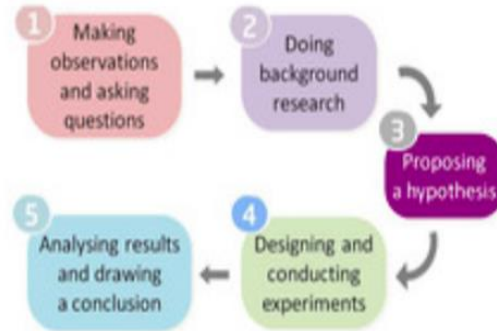 1
Making
observations
and asking
questions
2
Doing
background
research
3
Proposing
a hypothesis
4
Designing and
conducting
experiments
5
Analysing results
and drawing
a conclusion